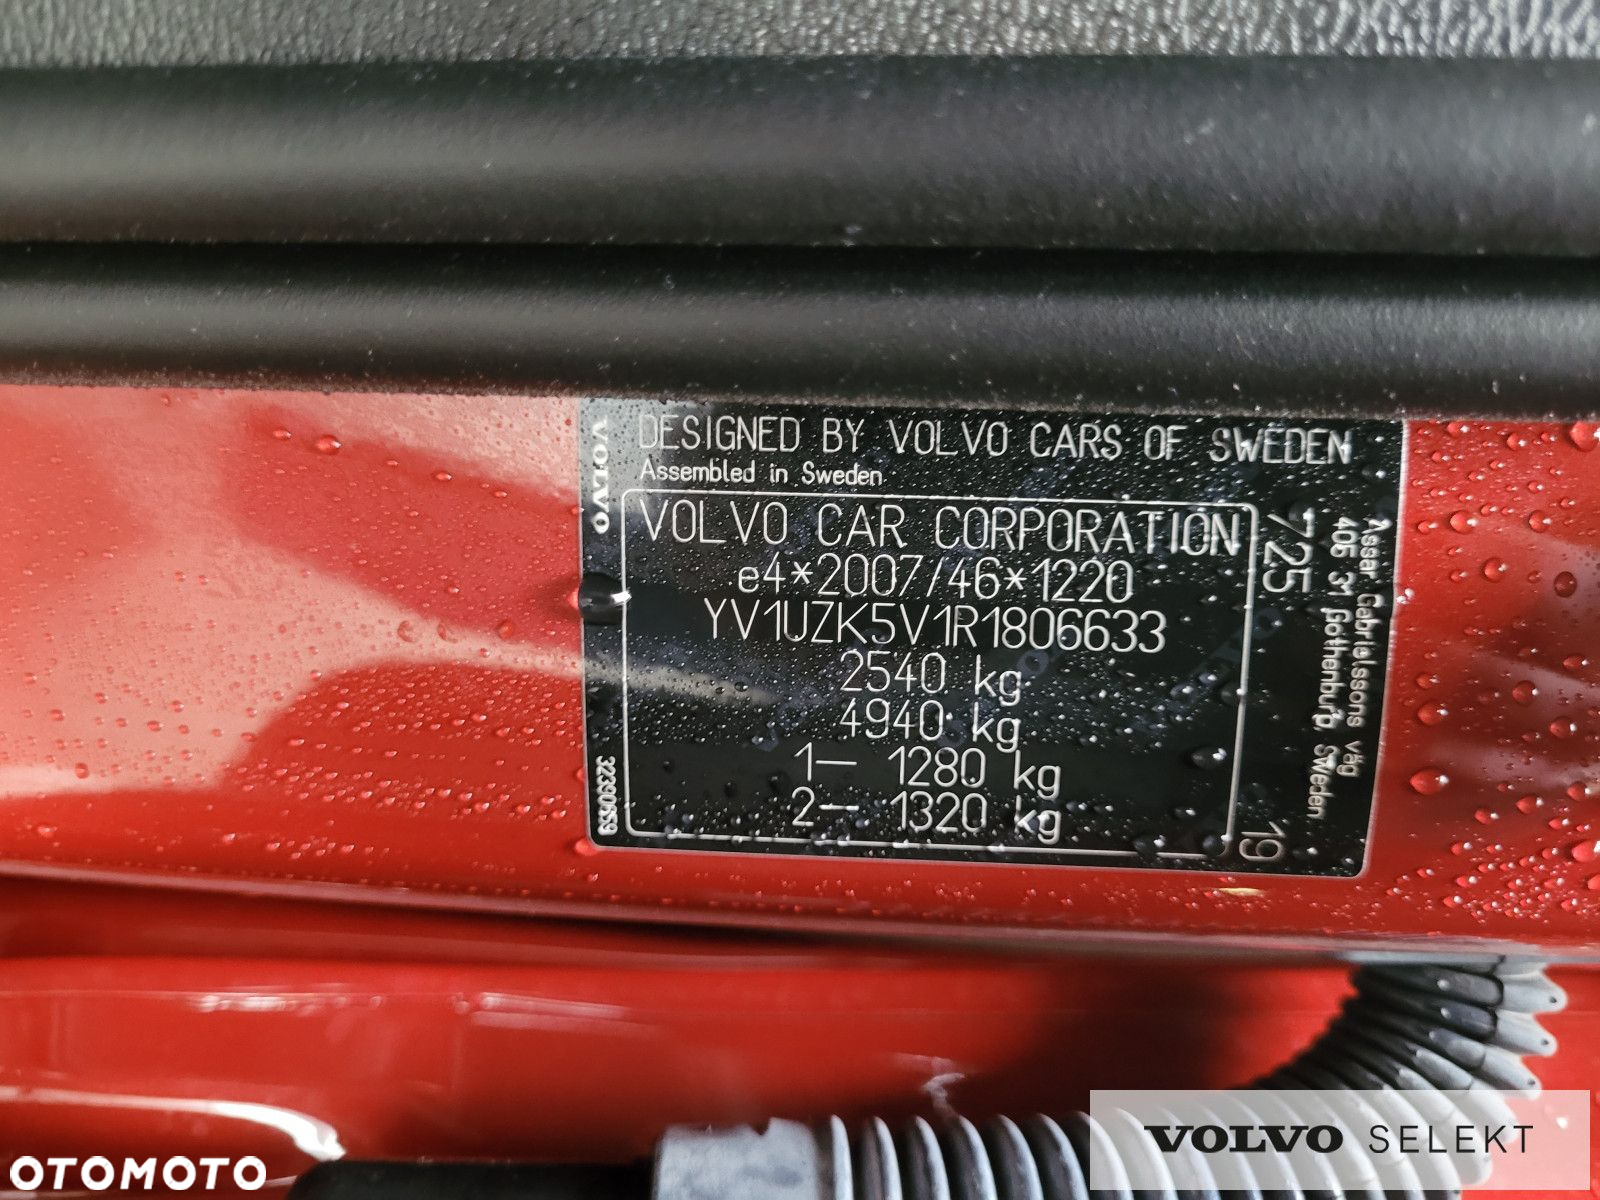 VOLVO
DESIGNED BY VOLVO CARS OF SWEDEN
Assembled in Sweden
VOLVO CAR CORPORATION
e4*2007/46*1220
YV1UZK5V1R1806633
2540 kg
4940 kg
1— 1280 kg
2— 1320 kg
725
19
Assar Gabrielssons väg
405 31 Gothenburg, Sweden
VOLVO SELEKT
OTOMOTO